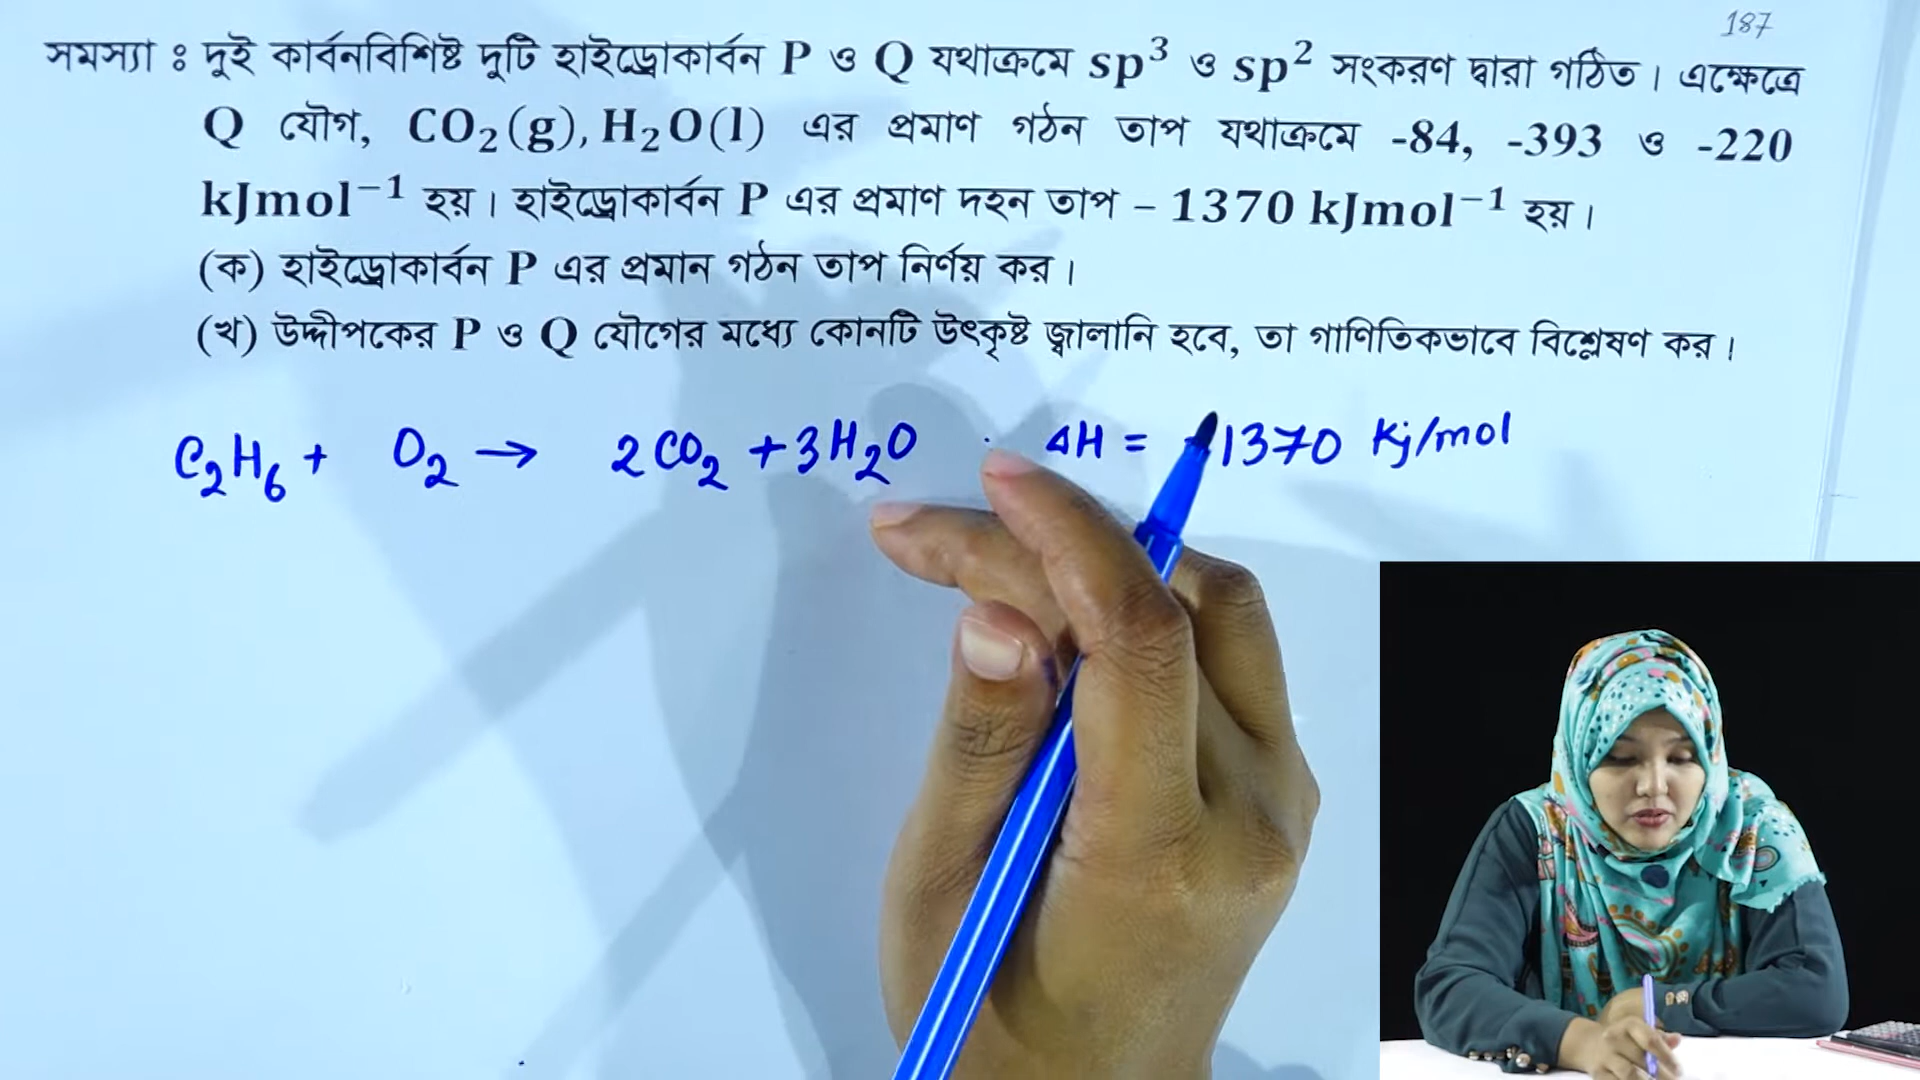 187
সমস্যা ঃ দুই কার্বনবিশিষ্ট দুটি হাইড্রোকার্বন P ও Q যথাক্রমে sp³ ও sp² সংকরণ দ্বারা গঠিত। এক্ষেত্রে
Q যৌগ, CO₂(g), H₂O(l) এর প্রমাণ গঠন তাপ যথাক্রমে -84, -393 ও -220
kJmol⁻¹ হয়। হাইড্রোকার্বন P এর প্রমাণ দহন তাপ – 1370 kJmol⁻¹ হয়।
(ক) হাইড্রোকার্বন P এর প্রমান গঠন তাপ নির্ণয় কর।
(খ) উদ্দীপকের P ও Q যৌগের মধ্যে কোনটি উৎকৃষ্ট জ্বালানি হবে, তা গাণিতিকভাবে বিশ্লেষণ কর।
C₂H₆ + O₂ → 2CO₂ + 3H₂O ΔH = -1370 Kj/mol